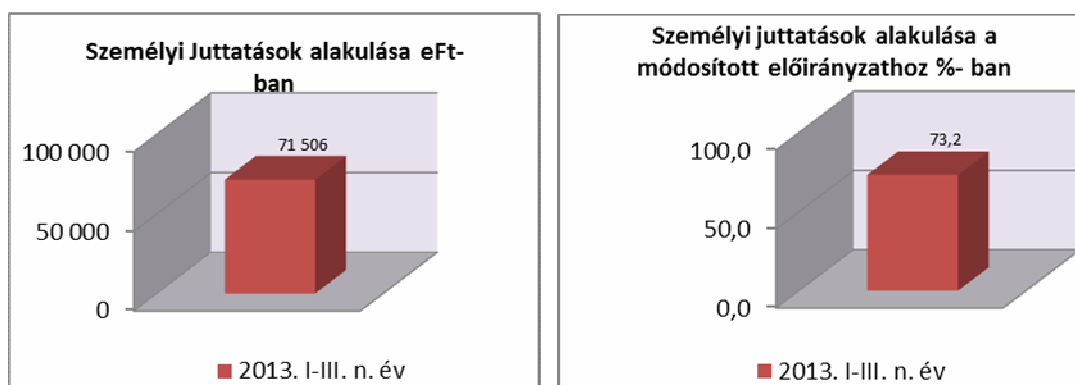 Személyi Juttatások alakulása eFt-
ban
71 506
100 000
50 000
0
2013. I-III. n. év
Személyi juttatások alakulása a
módosított előirányzathoz %- ban
73,2
100,0
50,0
0,0
2013. I-III. n. év